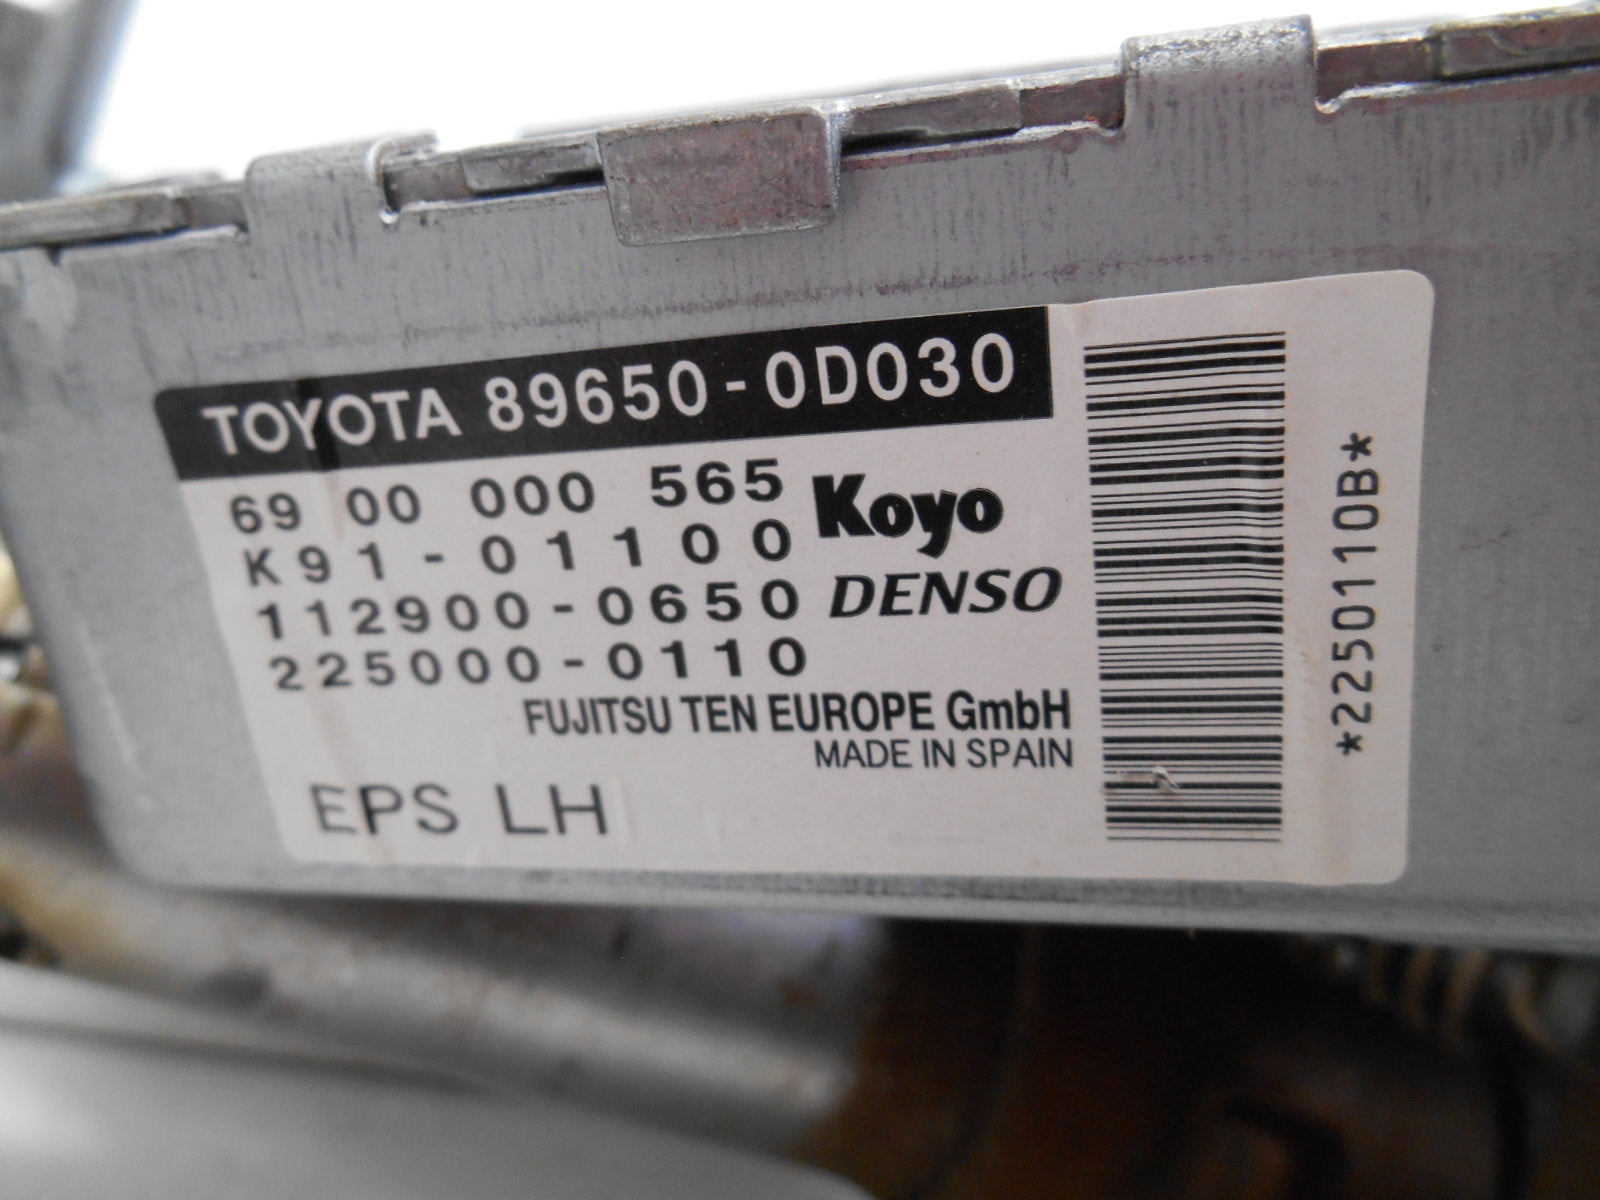 TOYOTA 89650-0D030
69 00 000 565
K91-01100 Koyo
112900-0650 DENSO
225000-0110
FUJITSU TEN EUROPE GmbH
MADE IN SPAIN
EPS LH
*2250110B*